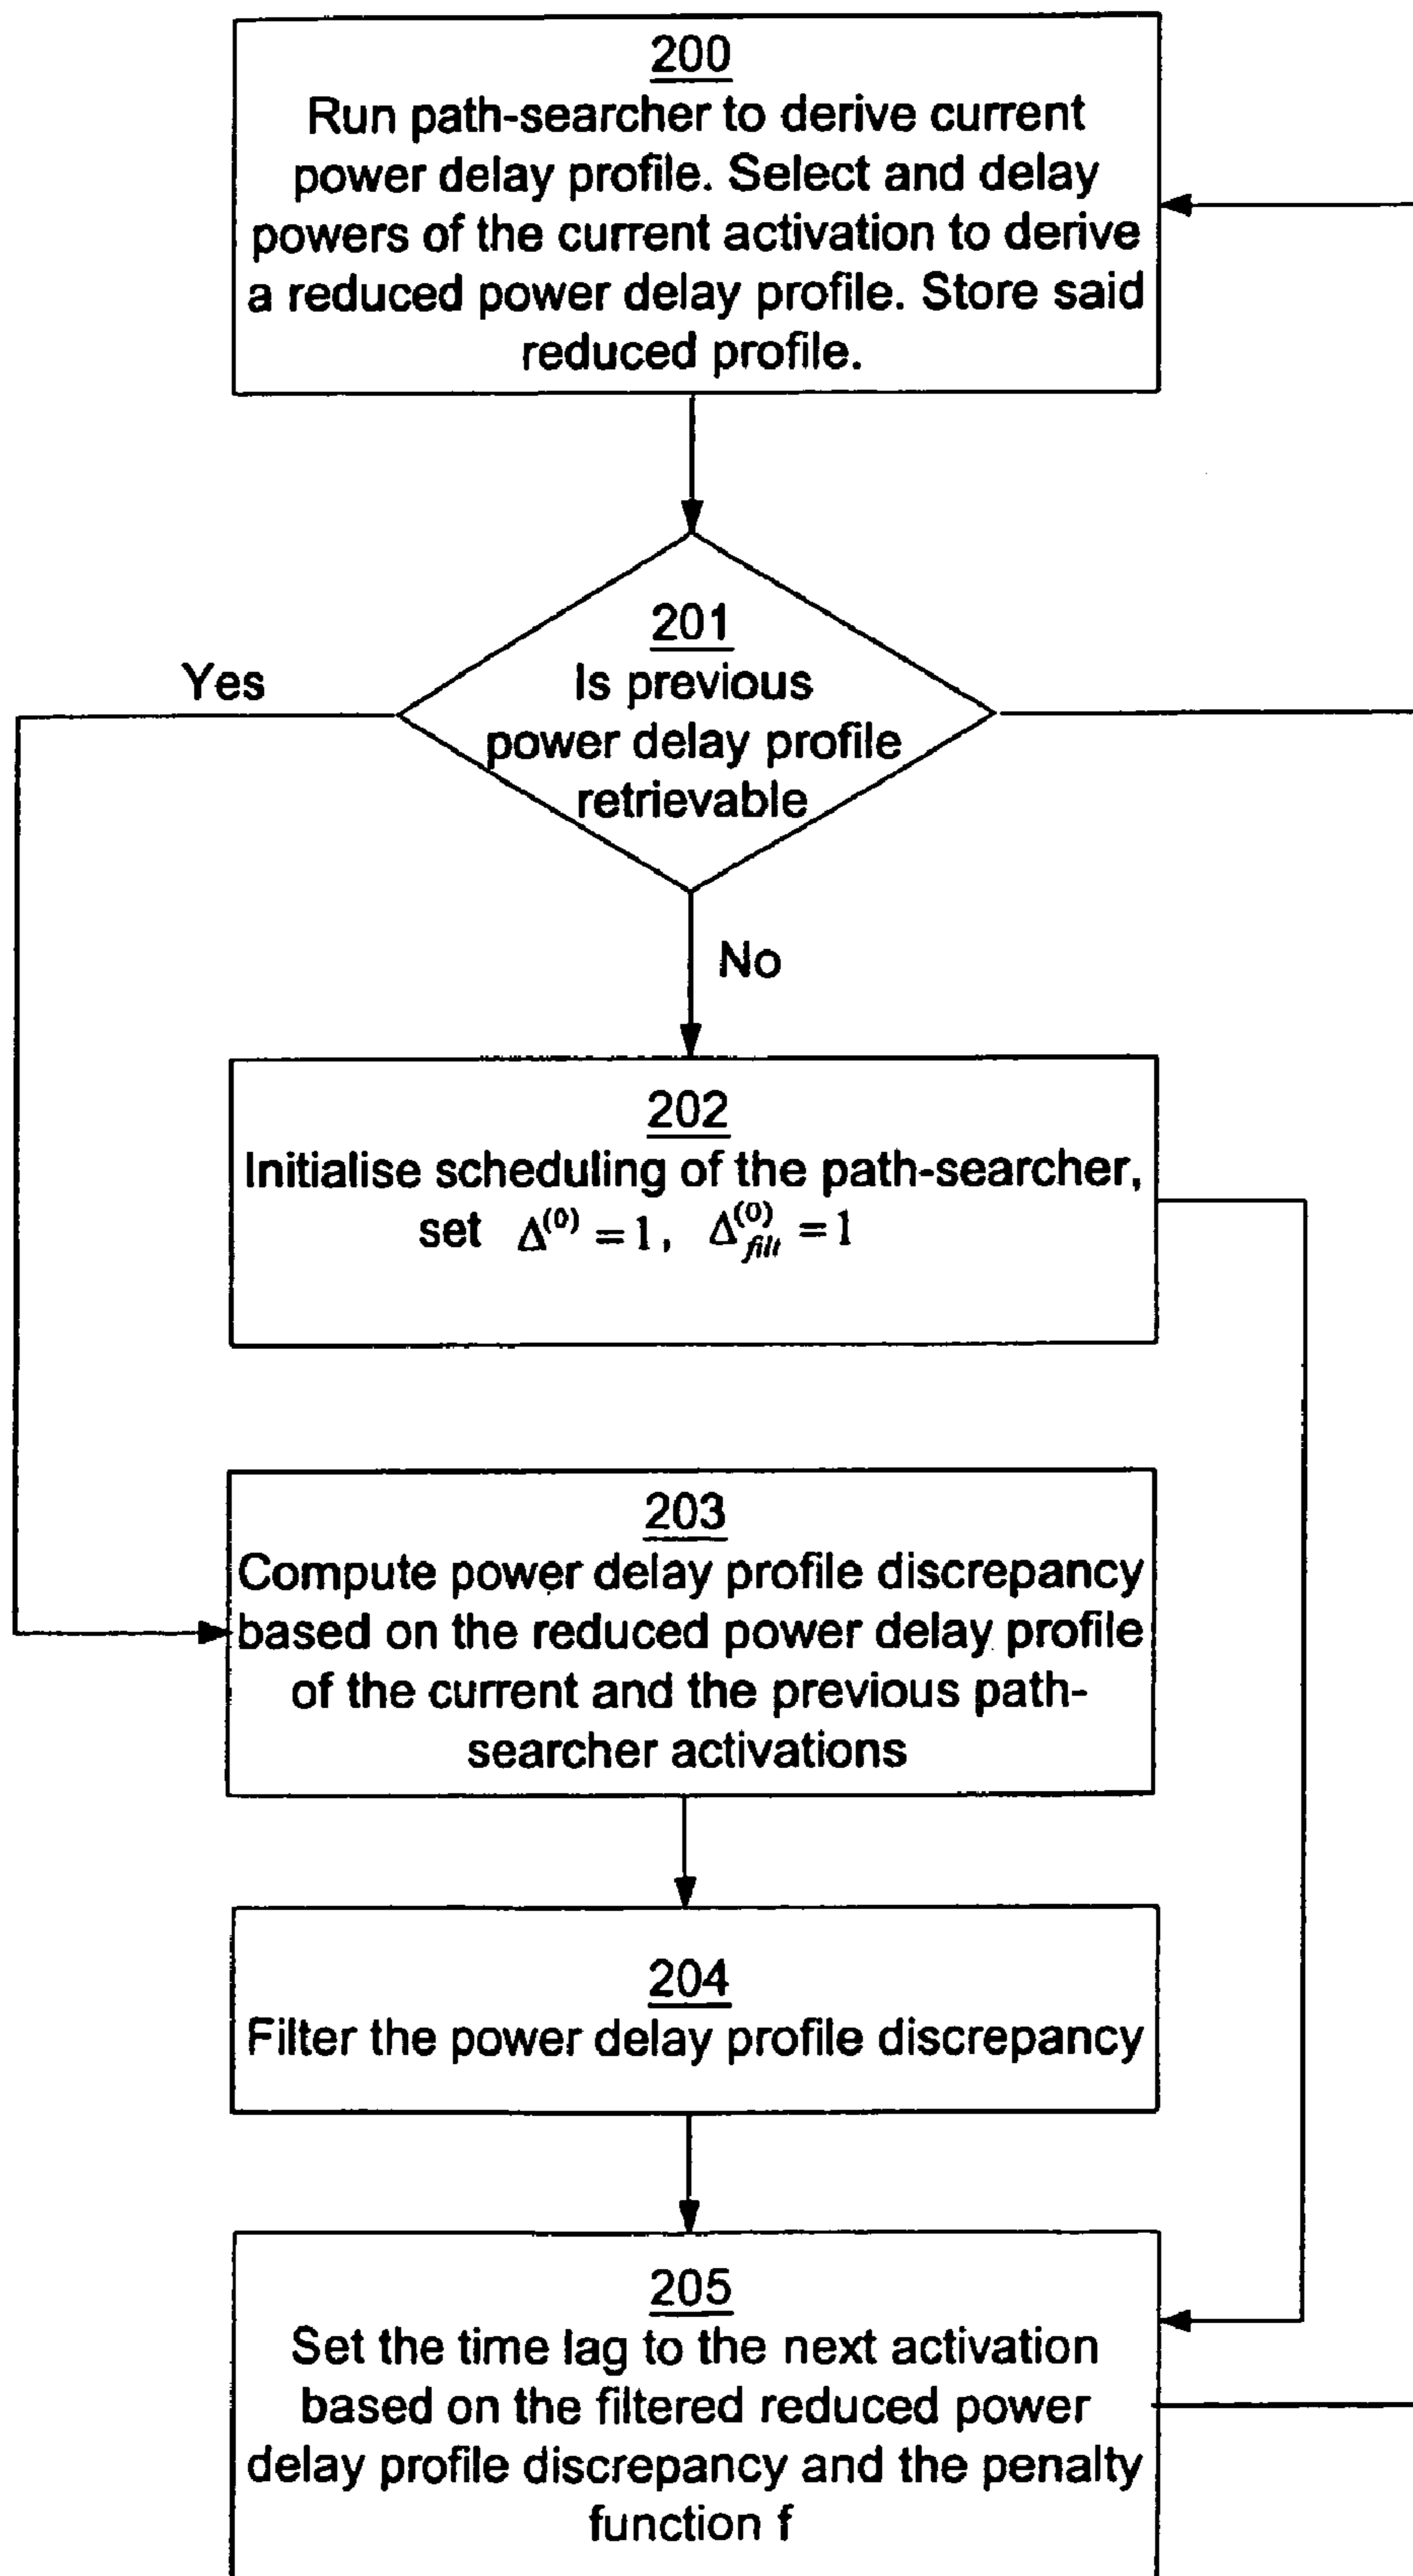 200
Run path-searcher to derive current
power delay profile. Select and delay
powers of the current activation to derive
a reduced power delay profile. Store said
reduced profile.
201
Is previous
power delay profile
retrievable
Yes
No
202
Initialise scheduling of the path-searcher,
set Δ^(0) = 1, Δ_filt^(0) = 1
203
Compute power delay profile discrepancy
based on the reduced power delay profile
of the current and the previous path-
searcher activations
204
Filter the power delay profile discrepancy
205
Set the time lag to the next activation
based on the filtered reduced power
delay profile discrepancy and the penalty
function f